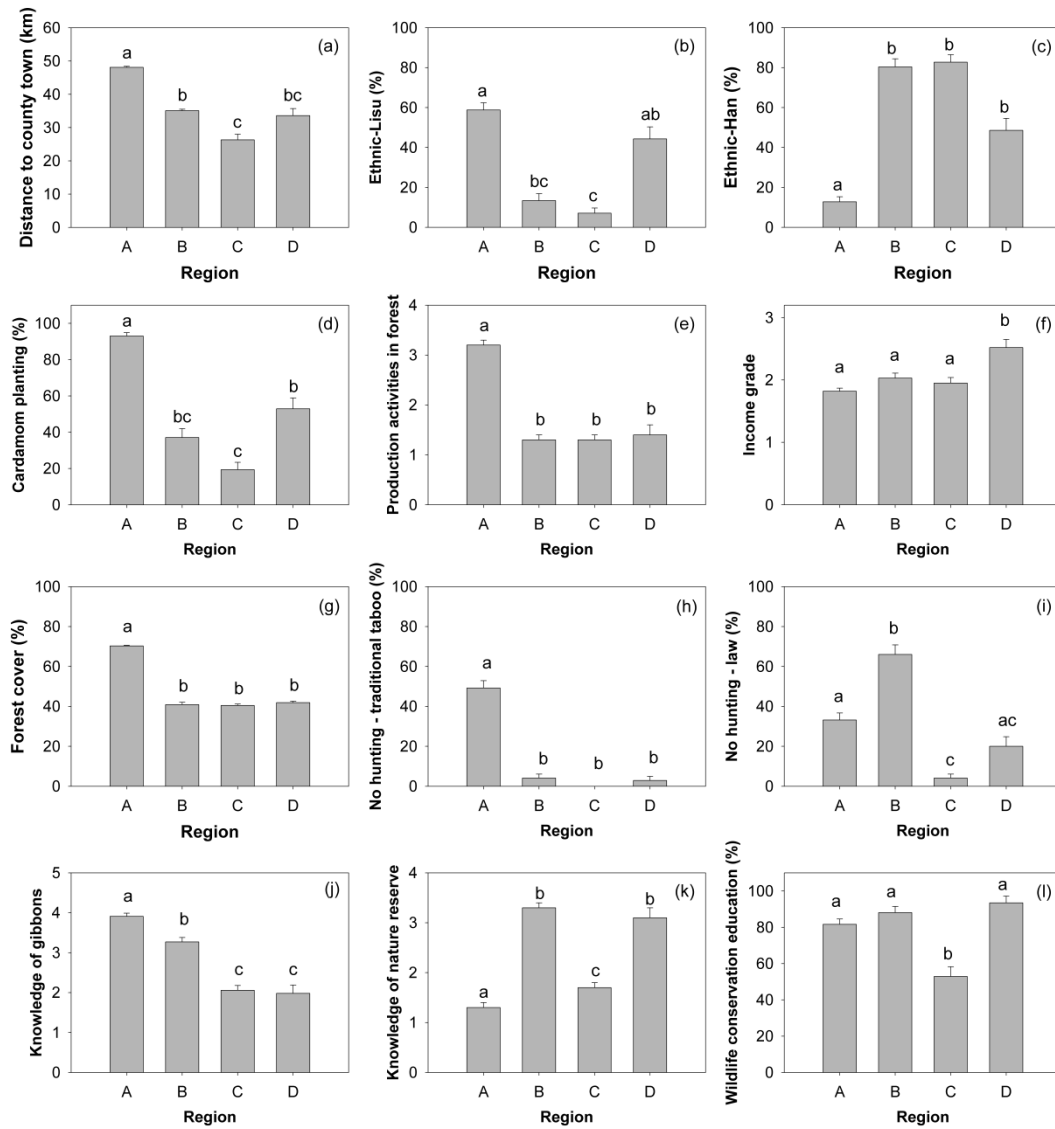 (a)
Distance to county town (km)
60
50
40
30
20
10
0
a
b
c
bc
A B C D
Region
(b)
Ethnic-Lisu (%)
100
80
60
40
20
0
a
bc
c
ab
A B C D
Region
(c)
Ethnic-Han (%)
100
80
60
40
20
0
a
b
b
b
A B C D
Region
(d)
Cardamom planting (%)
100
80
60
40
20
0
a
bc
c
b
A B C D
Region
(e)
Production activities in forest
4
3
2
1
0
a
b
b
b
A B C D
Region
(f)
Income grade
3
2
1
0
a
a
a
b
A B C D
Region
(g)
Forest cover (%)
100
80
60
40
20
0
a
b
b
b
A B C D
Region
(h)
No hunting - traditional taboo (%)
100
80
60
40
20
0
a
b
b
b
A B C D
Region
(i)
No hunting - law (%)
100
80
60
40
20
0
a
b
c
ac
A B C D
Region
(j)
Knowledge of gibbons
5
4
3
2
1
0
a
b
c
c
A B C D
Region
(k)
Knowledge of nature reserve
4
3
2
1
0
a
b
c
b
A B C D
Region
(l)
Wildlife conservation education (%)
100
80
60
40
20
0
a
a
b
a
A B C D
Region